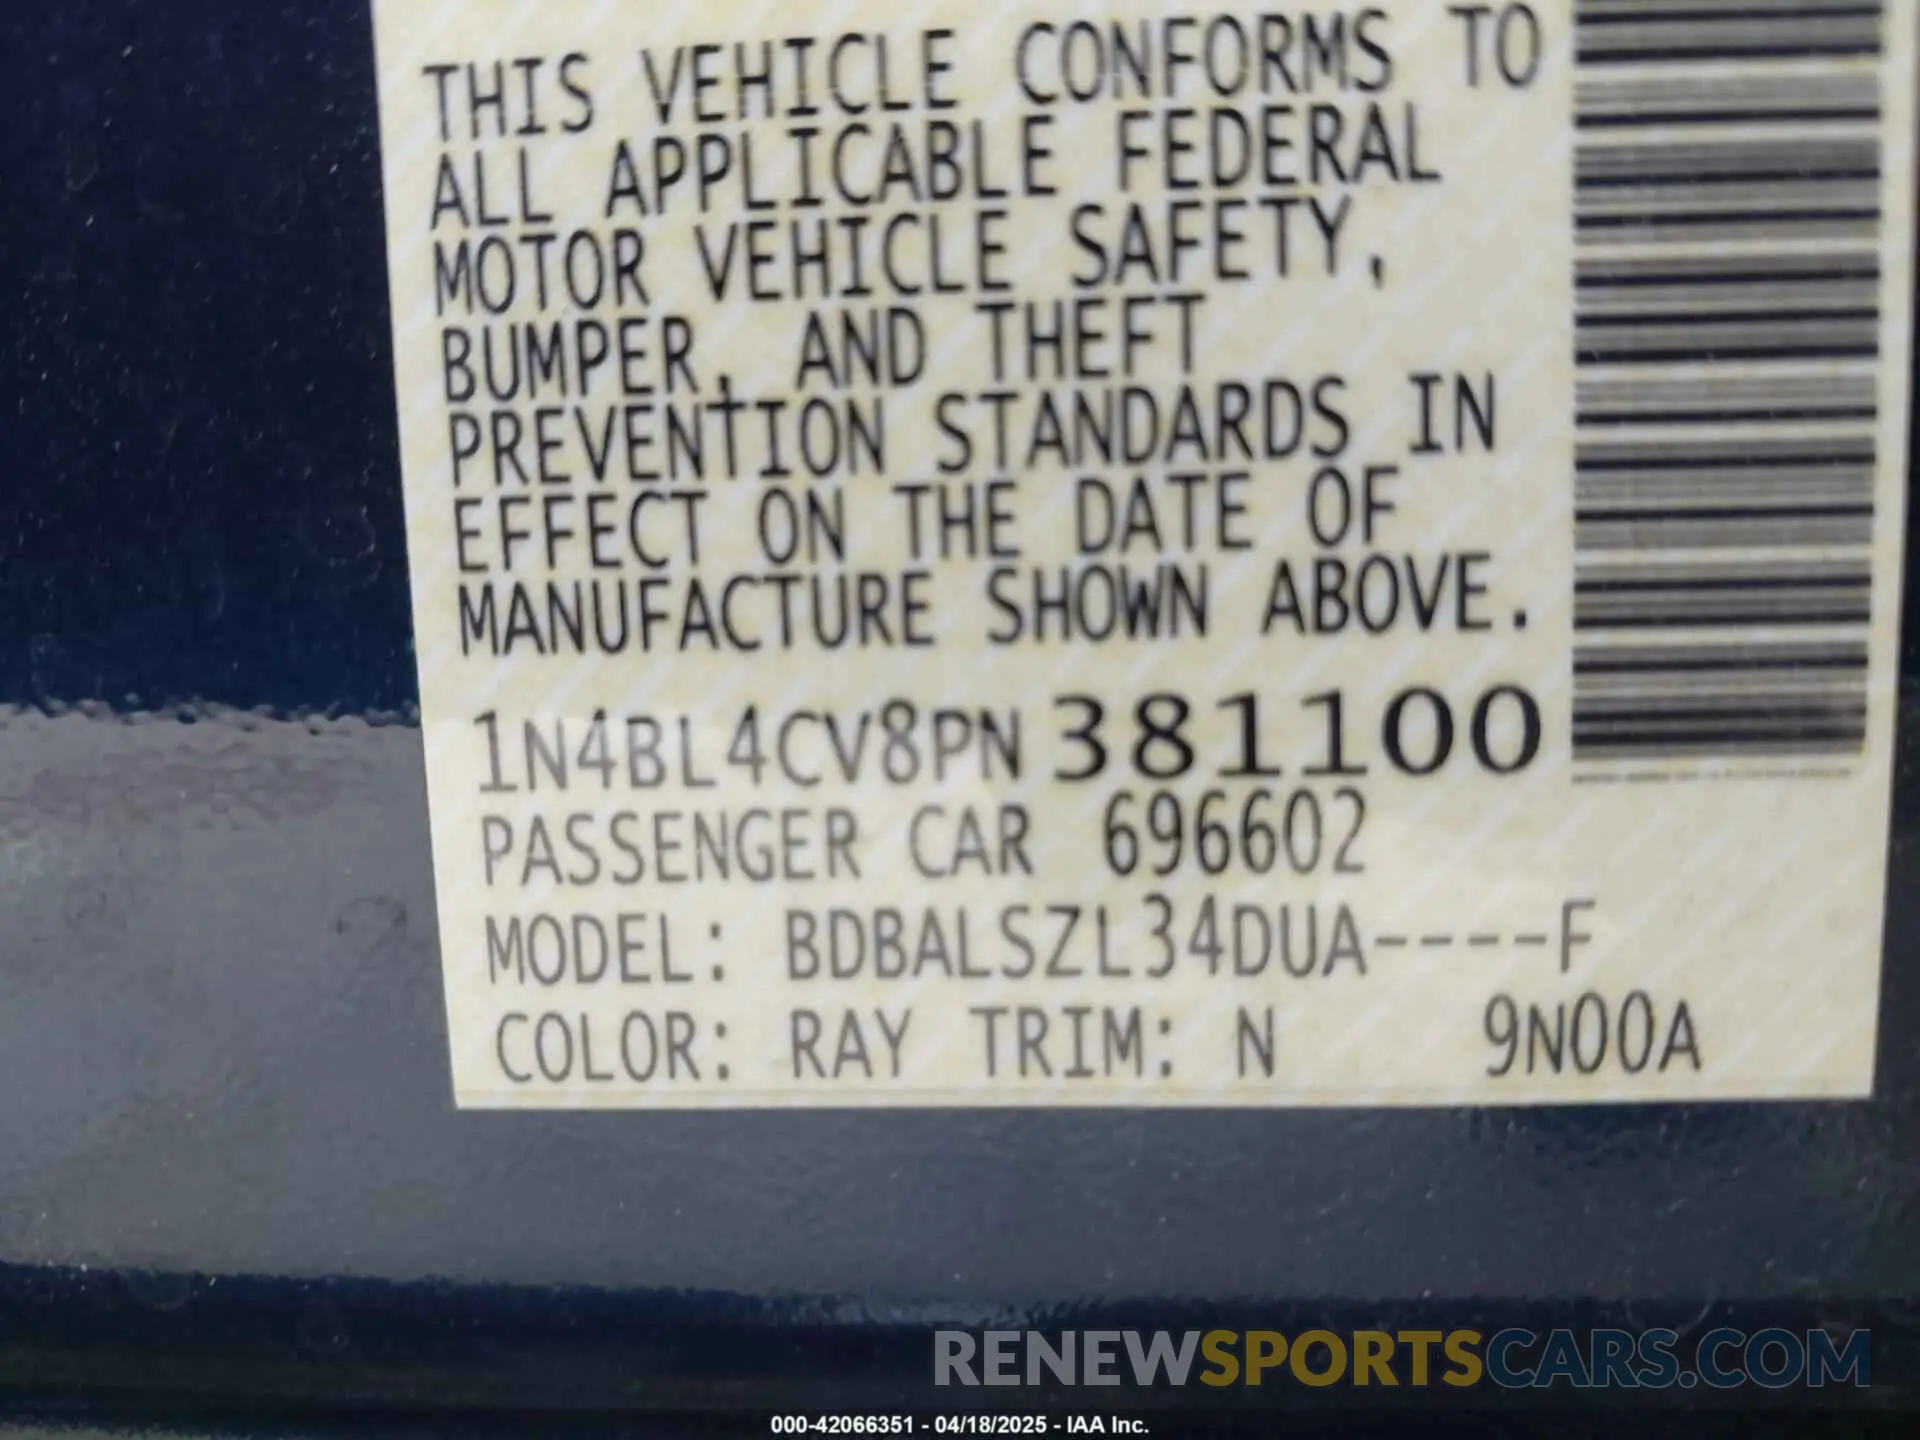 THIS VEHICLE CONFORMS TO
ALL APPLICABLE FEDERAL
MOTOR VEHICLE SAFETY,
BUMPER, AND THEFT
PREVENTION STANDARDS IN
EFFECT ON THE DATE OF
MANUFACTURE SHOWN ABOVE.
1N4BL4CV8PN381100
PASSENGER CAR 696602
MODEL: BDBALSZL34DUA----F
COLOR: RAY TRIM: N 9N00A
RENEWSPORTSCARS.COM
000-42066351 - 04/18/2025 - IAA Inc.